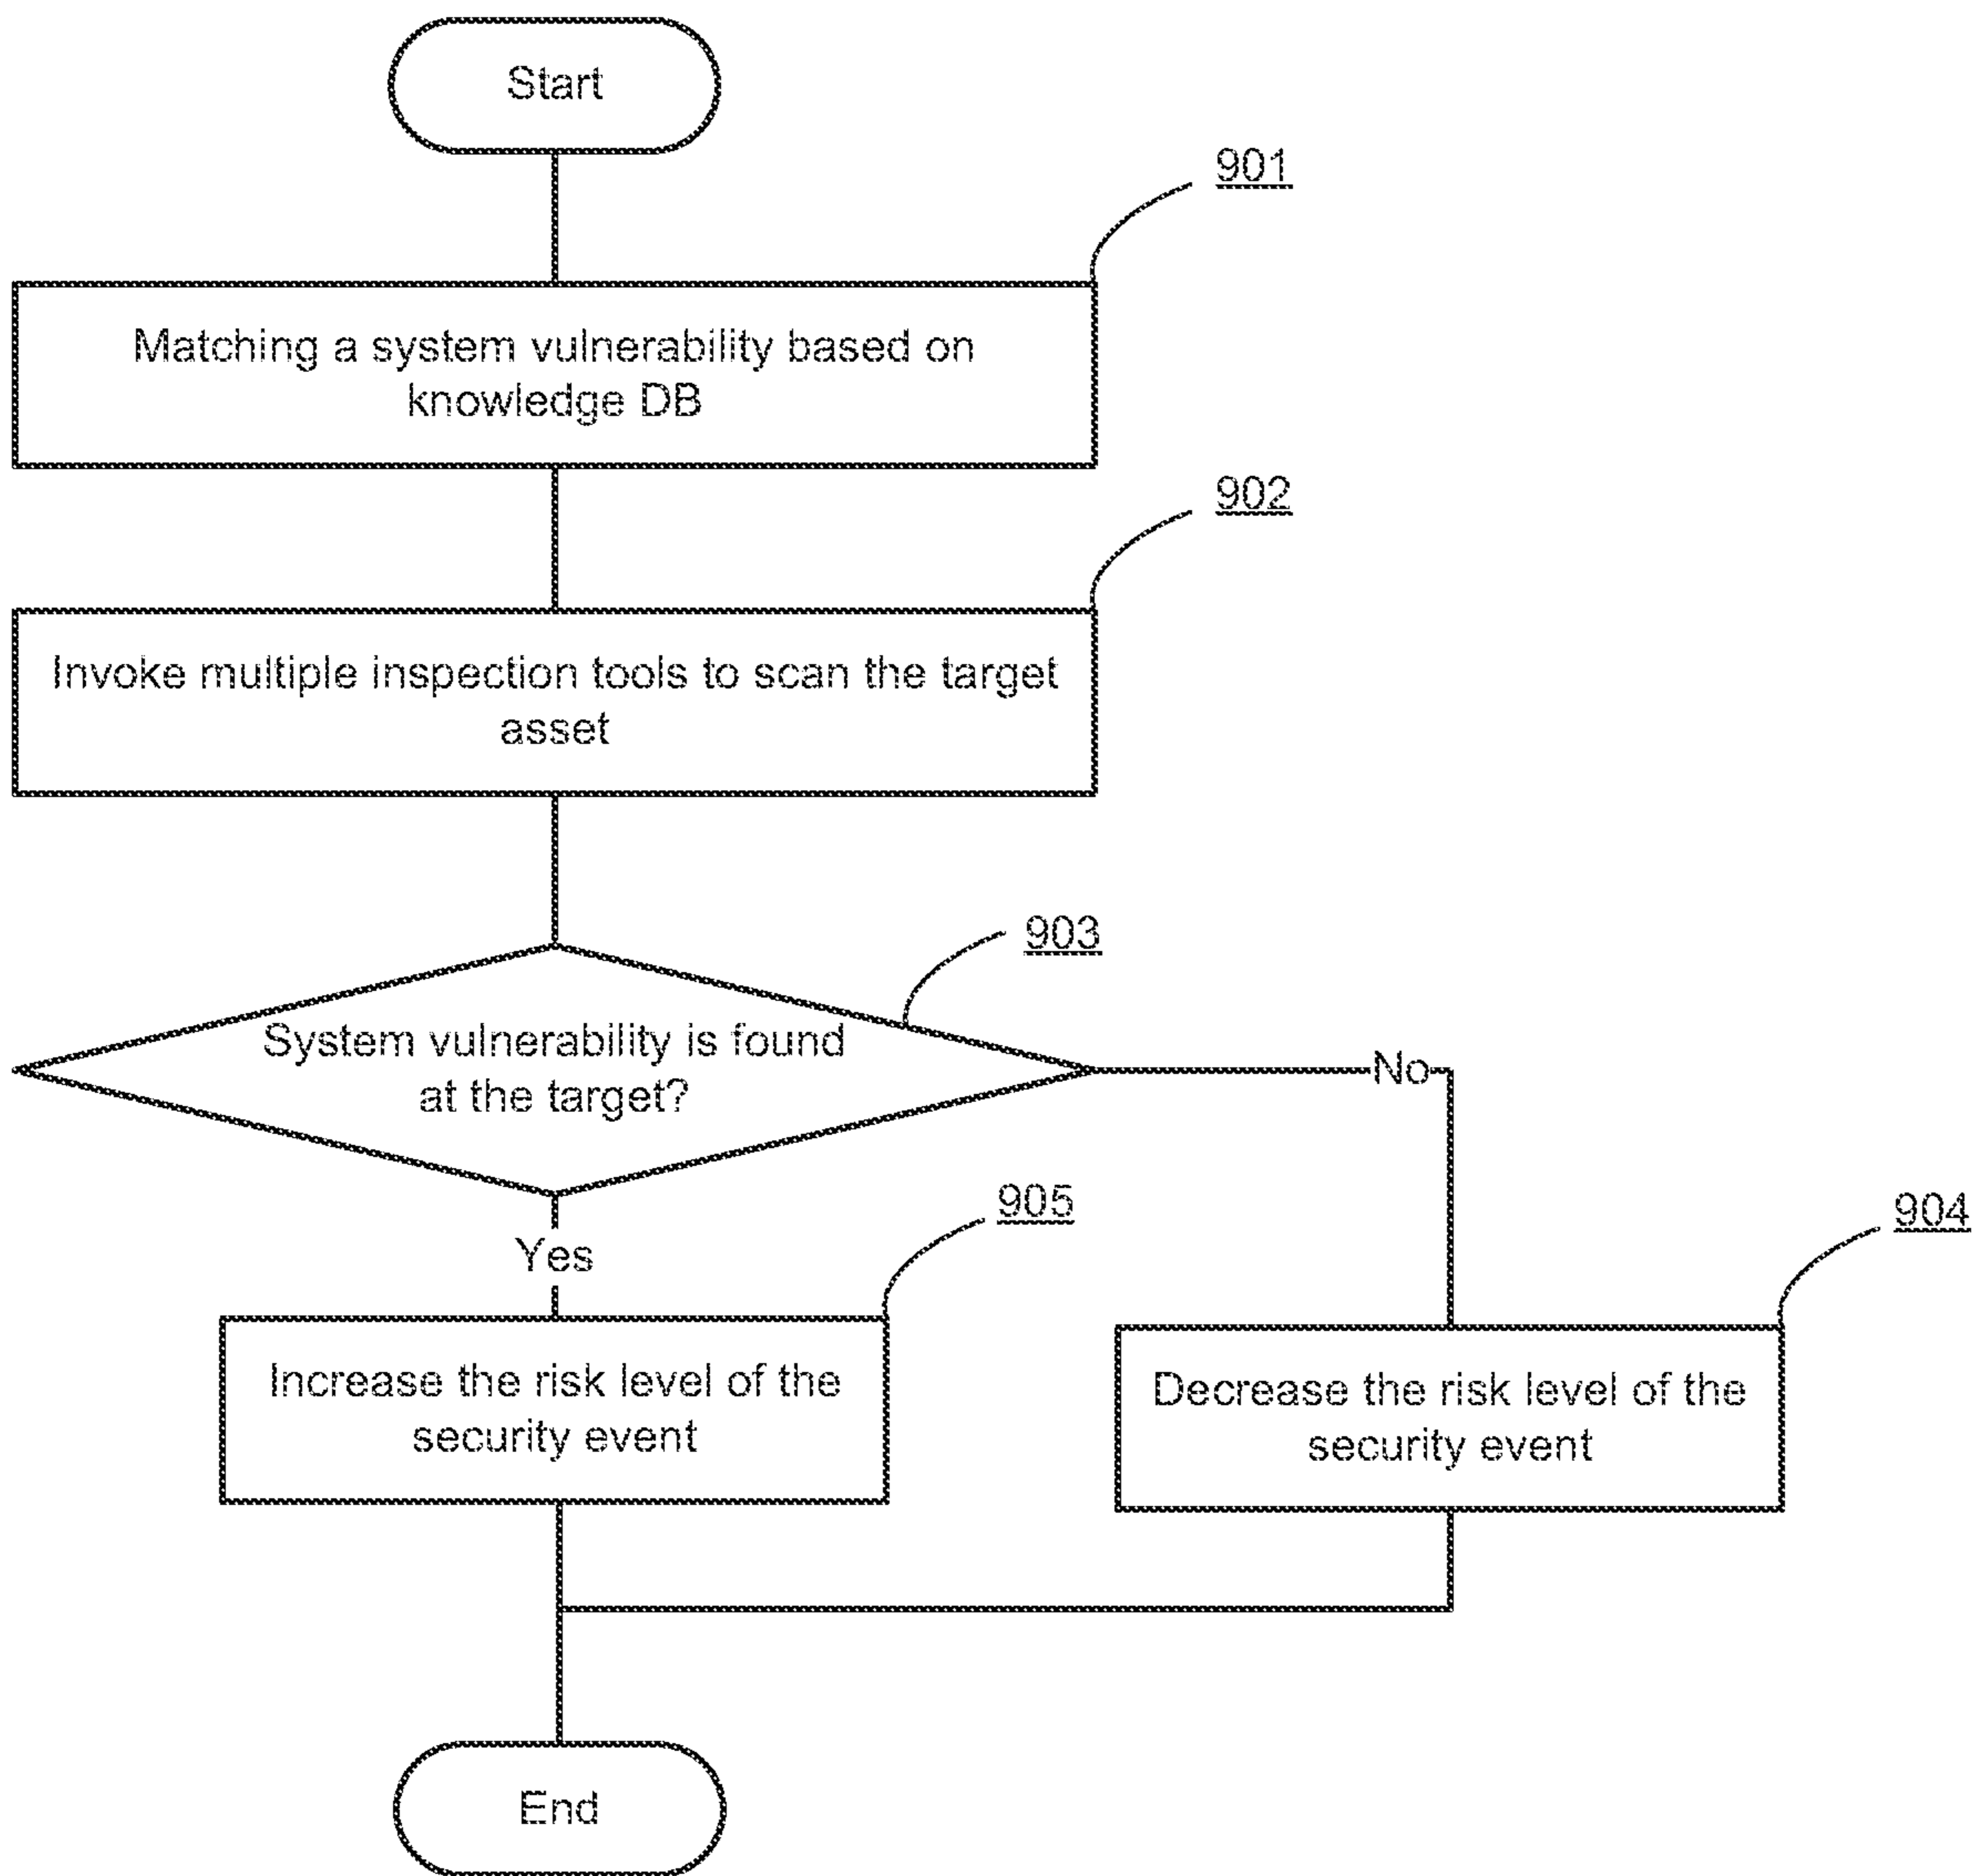 Start
901
Matching a system vulnerability based on
knowledge DB
902
Invoke multiple inspection tools to scan the target
asset
903
System vulnerability is found
at the target?
No
Yes
905
904
Increase the risk level of the
security event
Decrease the risk level of the
security event
End